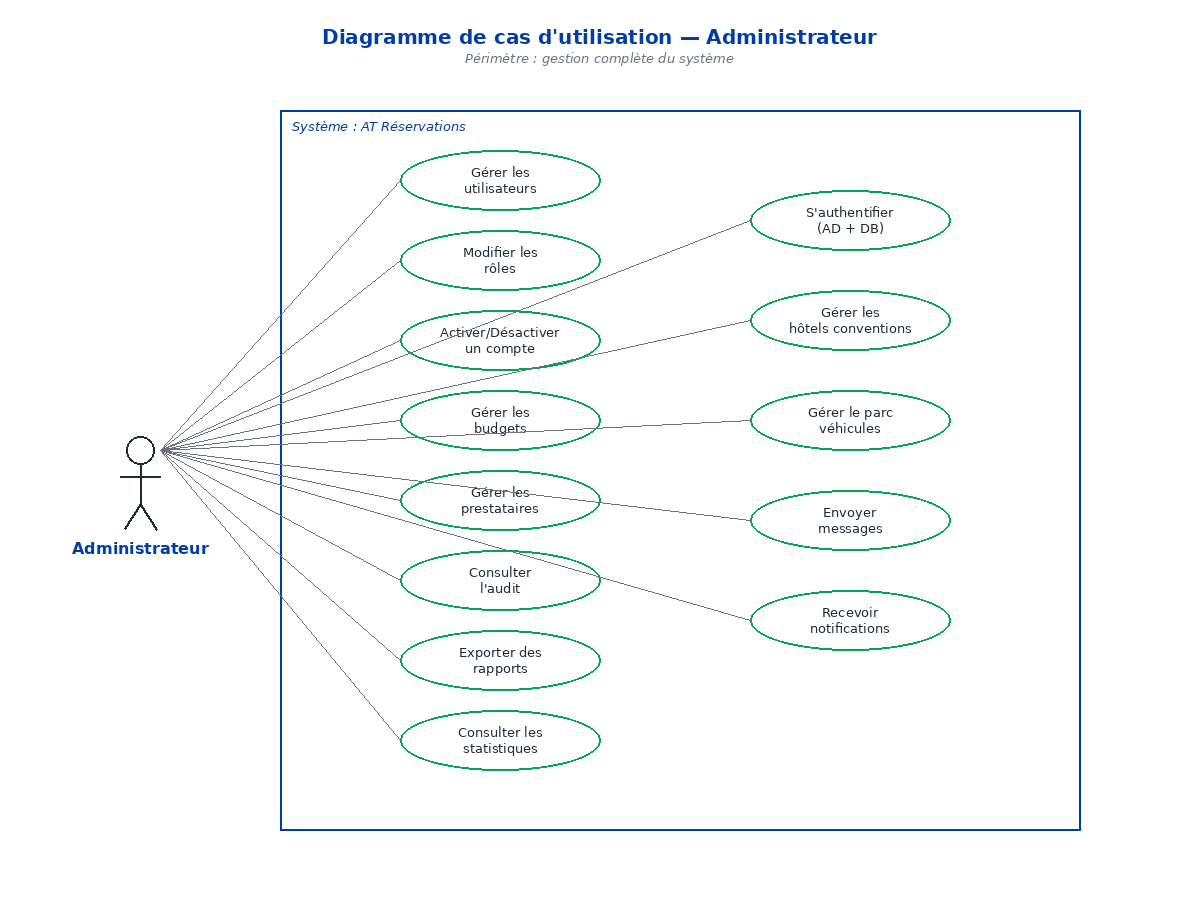 Diagramme de cas d'utilisation — Administrateur
Périmètre : gestion complète du système
Système : AT Réservations
Gérer les
utilisateurs
Modifier les
rôles
Activer/Désactiver
un compte
Gérer les
budgets
Gérer les
prestataires
Consulter
l'audit
Exporter des
rapports
Consulter les
statistiques
S'authentifier
(AD + DB)
Gérer les
hôtels conventions
Gérer le parc
véhicules
Envoyer
messages
Recevoir
notifications
Administrateur